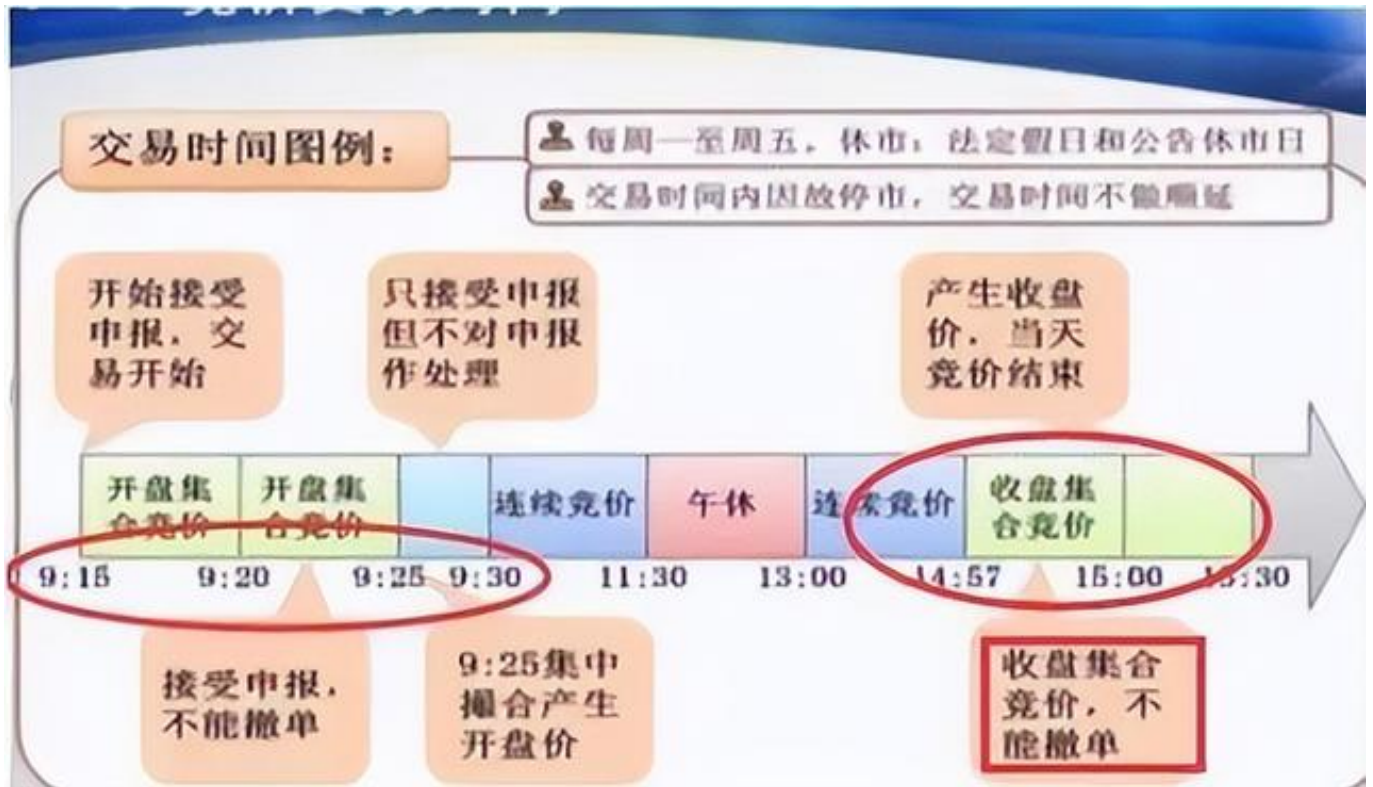 交易时间图例：
每周一至周五。休市：法定假日和公告休市日
交易时间内因故停市，交易时间不做顺延
开始接受
申报，交
易开始
只接受申报
但不对申报
作处理
产生收盘
价，当天
竞价结束
开盘集
合竞价
开盘集
合竞价
连续竞价
午休
连续竞价
收盘集
合竞价
9:15
9:20
9:25
9:30
11:30
13:00
14:57
15:00
15:30
接受申报，
不能撤单
9:25集中
撮合产生
开盘价
收盘集合
竞价，不
能撤单